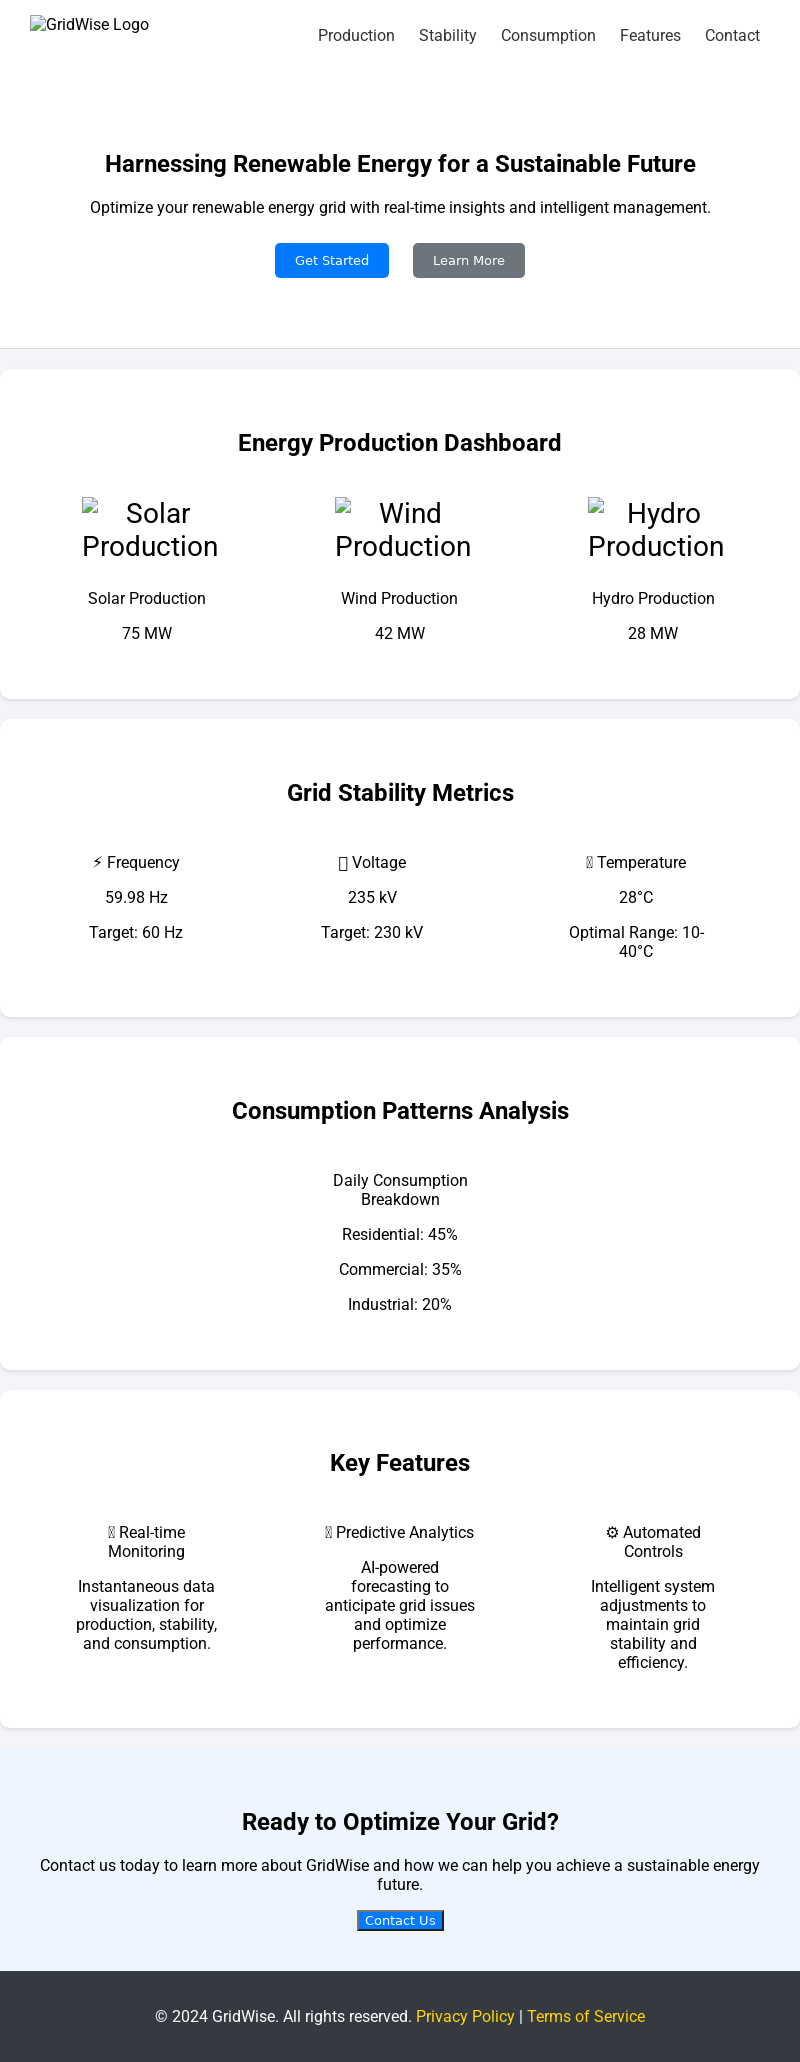 GridWise Logo
Production Stability Consumption Features Contact
Harnessing Renewable Energy for a Sustainable Future
Optimize your renewable energy grid with real-time insights and intelligent management.
Get Started Learn More
Energy Production Dashboard
Solar
Production
Wind
Production
Hydro
Production
Solar Production Wind Production Hydro Production
75 MW 42 MW 28 MW
Grid Stability Metrics
⚡ Frequency
59.98 Hz
Target: 60 Hz
Voltage
235 kV
Target: 230 kV
Temperature
28°C
Optimal Range: 10-
40°C
Consumption Patterns Analysis
Daily Consumption
Breakdown
Residential: 45%
Commercial: 35%
Industrial: 20%
Key Features
Real-time
Monitoring
Instantaneous data
visualization for
production, stability,
and consumption.
Predictive Analytics
AI-powered
forecasting to
anticipate grid issues
and optimize
performance.
⚙ Automated
Controls
Intelligent system
adjustments to
maintain grid
stability and
efficiency.
Ready to Optimize Your Grid?
Contact us today to learn more about GridWise and how we can help you achieve a sustainable energy
future.
Contact Us
© 2024 GridWise. All rights reserved. Privacy Policy | Terms of Service